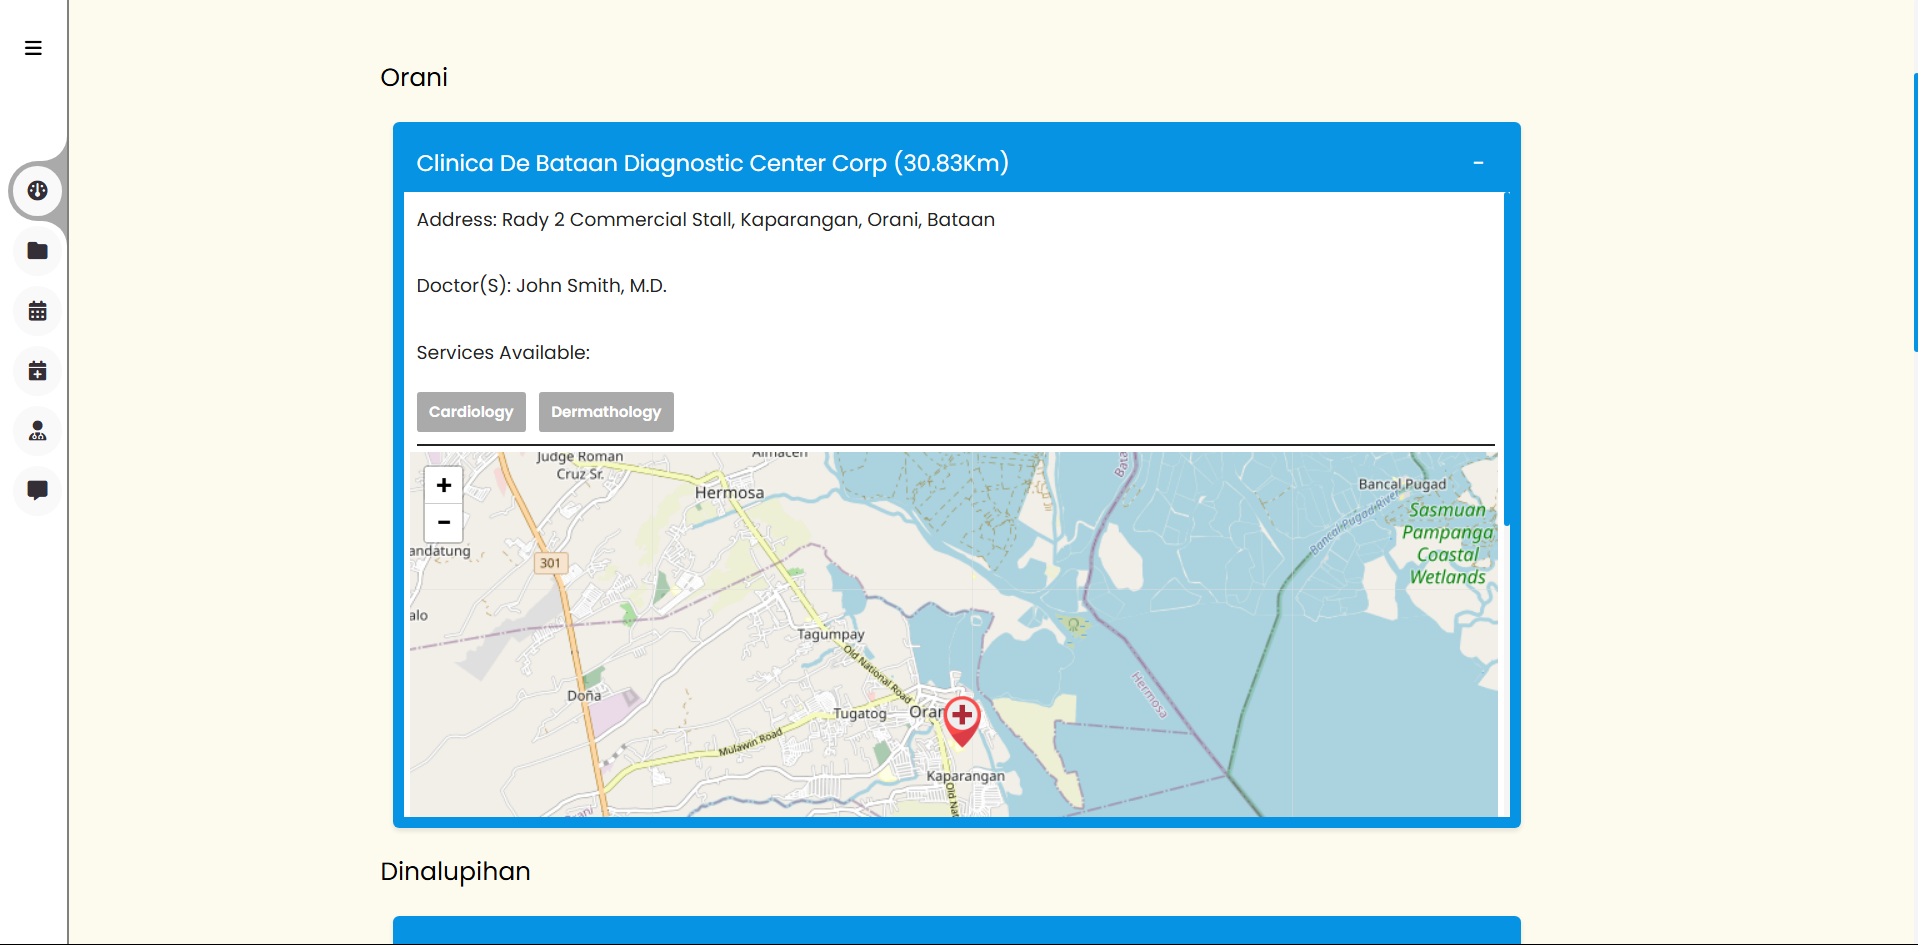 Orani
Clinica De Bataan Diagnostic Center Corp (30.83Km)
-
Address: Rady 2 Commercial Stall, Kaparangan, Orani, Bataan
Doctor(S): John Smith, M.D.
Services Available:
Cardiology
Dermathology
+
-
Judge Roman
Cruz Sr.
Almacen
Hermosa
Bata
Bancal Pugad
Bancal Pugad River
Sasmuan
Pampanga
Coastal
Wetlands
andatung
301
alo
Tagumpay
Old National Road
Hermosa
Doña
Tugatog
Oran
Mulawin Road
Kaparangan
Old Nat
Orani
Dinalupihan